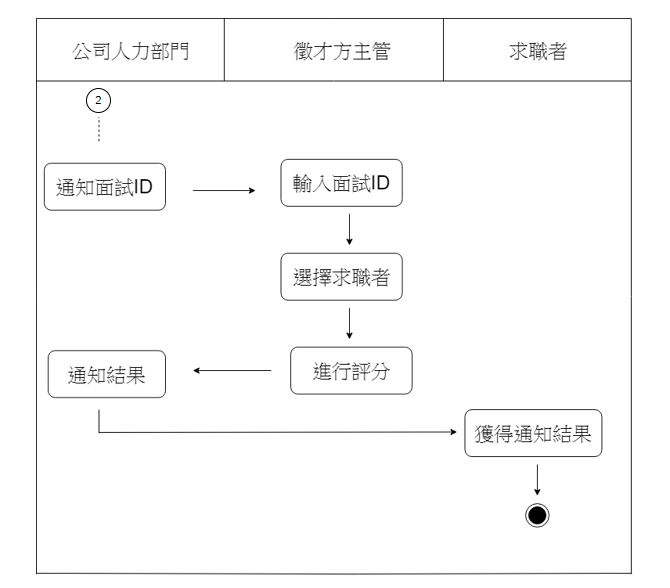 公司人力部門
徵才方主管
求職者
2
通知面試ID
輸入面試ID
選擇求職者
通知結果
進行評分
獲得通知結果